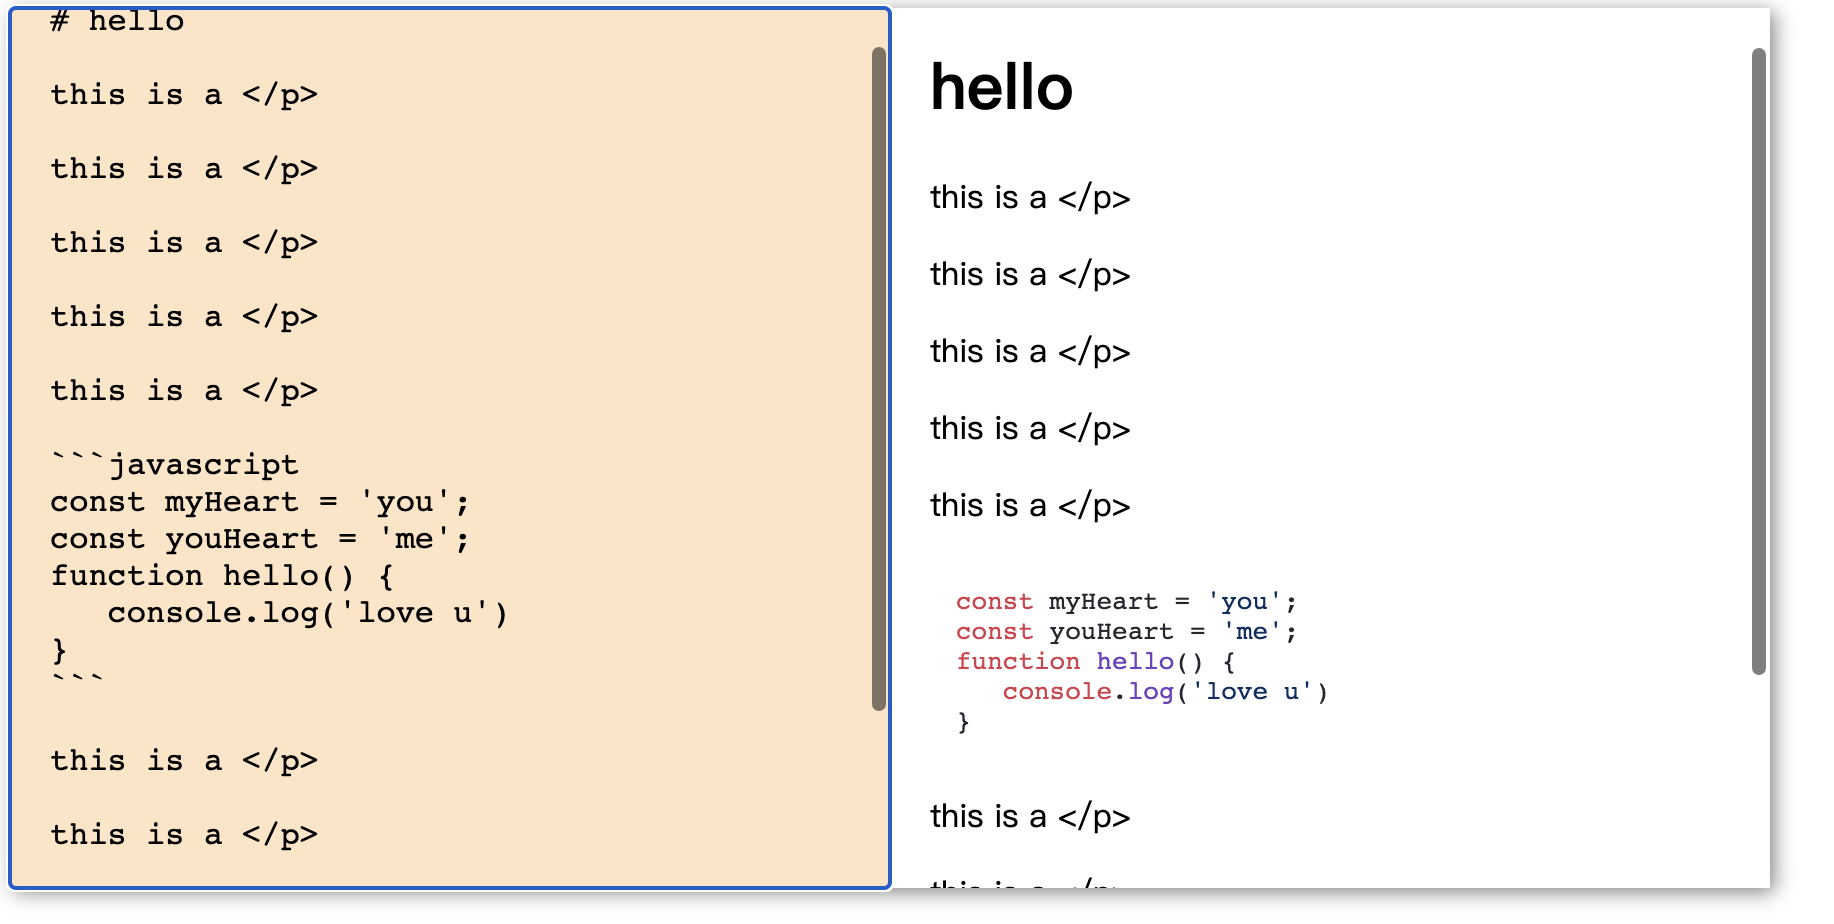 # hello
this is a </p>
this is a </p>
this is a </p>
this is a </p>
this is a </p>
```javascript
const myHeart = 'you';
const youHeart = 'me';
function hello() {
   console.log('love u')
}
```
this is a </p>
this is a </p>
hello
this is a </p>
this is a </p>
this is a </p>
this is a </p>
this is a </p>
const myHeart = 'you';
const youHeart = 'me';
function hello() {
   console.log('love u')
}
this is a </p>
this is a </p>